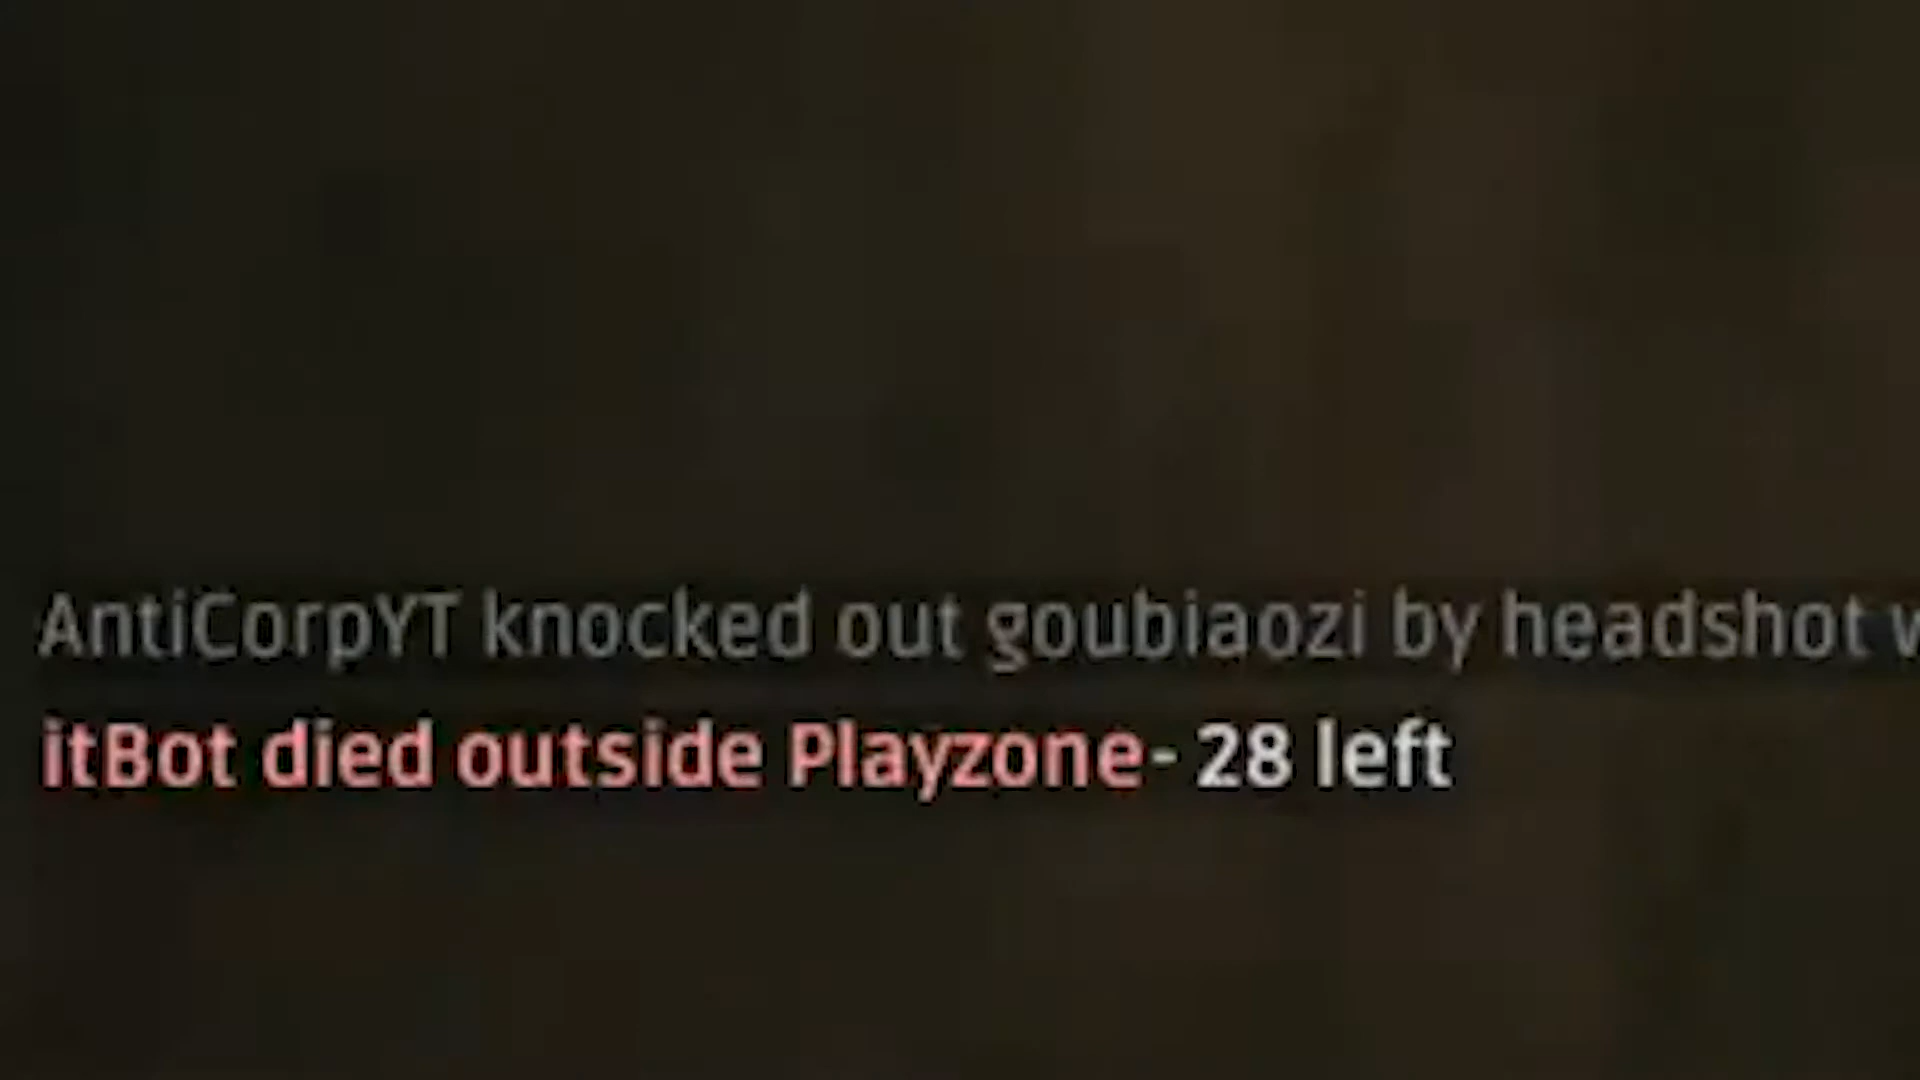 AntiCorpYT knocked out goubiaozi by headshot
itBot died outside Playzone- 28 left